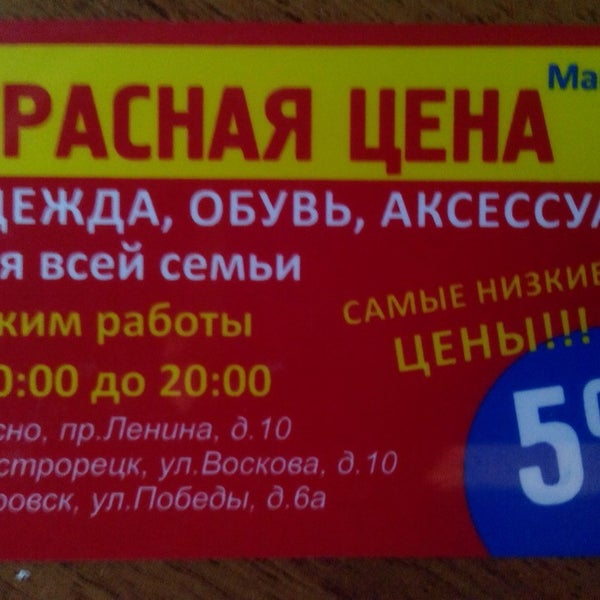 Ма
РАСНАЯ ЦЕНА
ДЕЖДА, ОБУВЬ, АКСЕССУА
я всей семьи
САМЫЕ НИЗКИЕ
ЦЕНЫ!!!
ким работы
0:00 до 20:00
5%
сно, пр.Ленина, д.10
строрецк, ул.Воскова, д.10
ровск, ул.Победы, д.6а